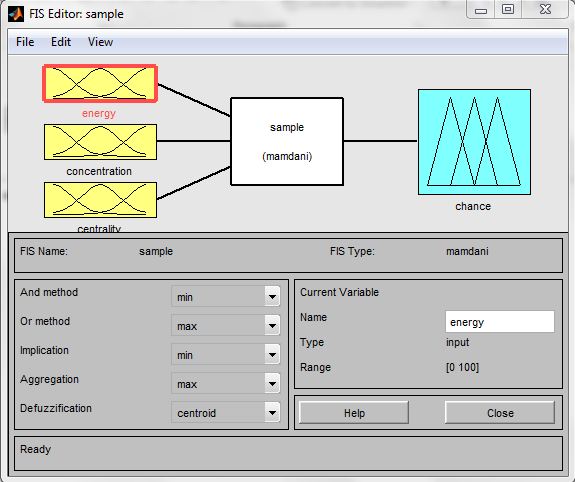 FIS Editor: sample
File Edit View
energy
concentration
centrality
sample
(mamdani)
chance
FIS Name: sample FIS Type: mamdani
And method min
Or method max
Implication min
Aggregation max
Defuzzification centroid
Current Variable
Name energy
Type input
Range [0 100]
Help Close
Ready